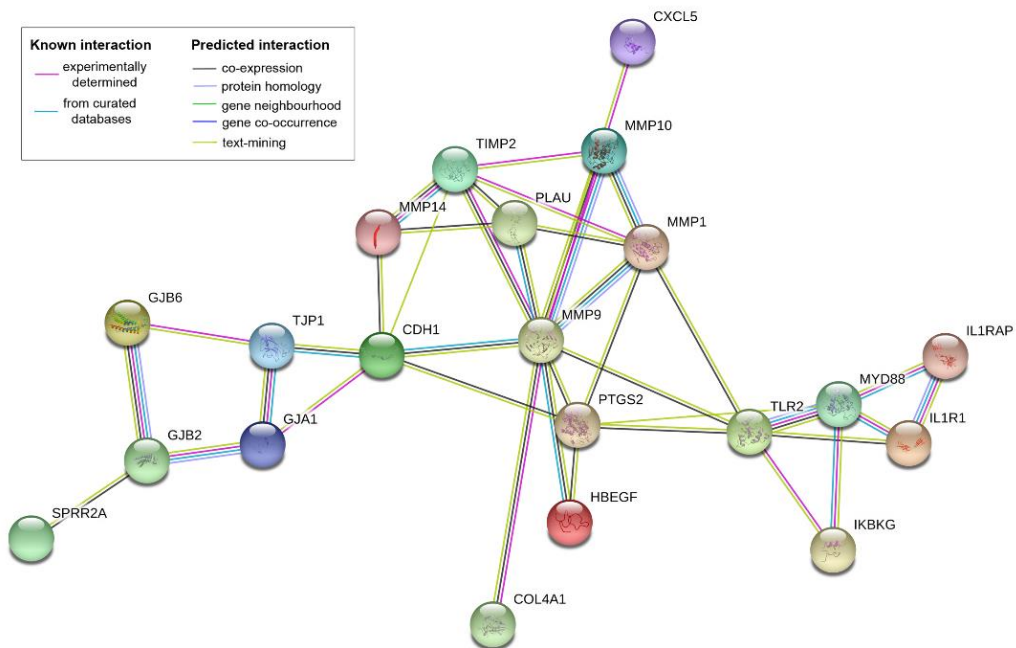 Known interaction
experimentally
determined
from curated
databases
Predicted interaction
co-expression
protein homology
gene neighbourhood
gene co-occurrence
text-mining
CXCL5
MMP10
TIMP2
PLAU
MMP14
MMP1
GJB6
TJP1
CDH1
MMP9
IL1RAP
MYD88
PTGS2
TLR2
IL1R1
GJA1
GJB2
HBEGF
SPRR2A
IKBKG
COL4A1